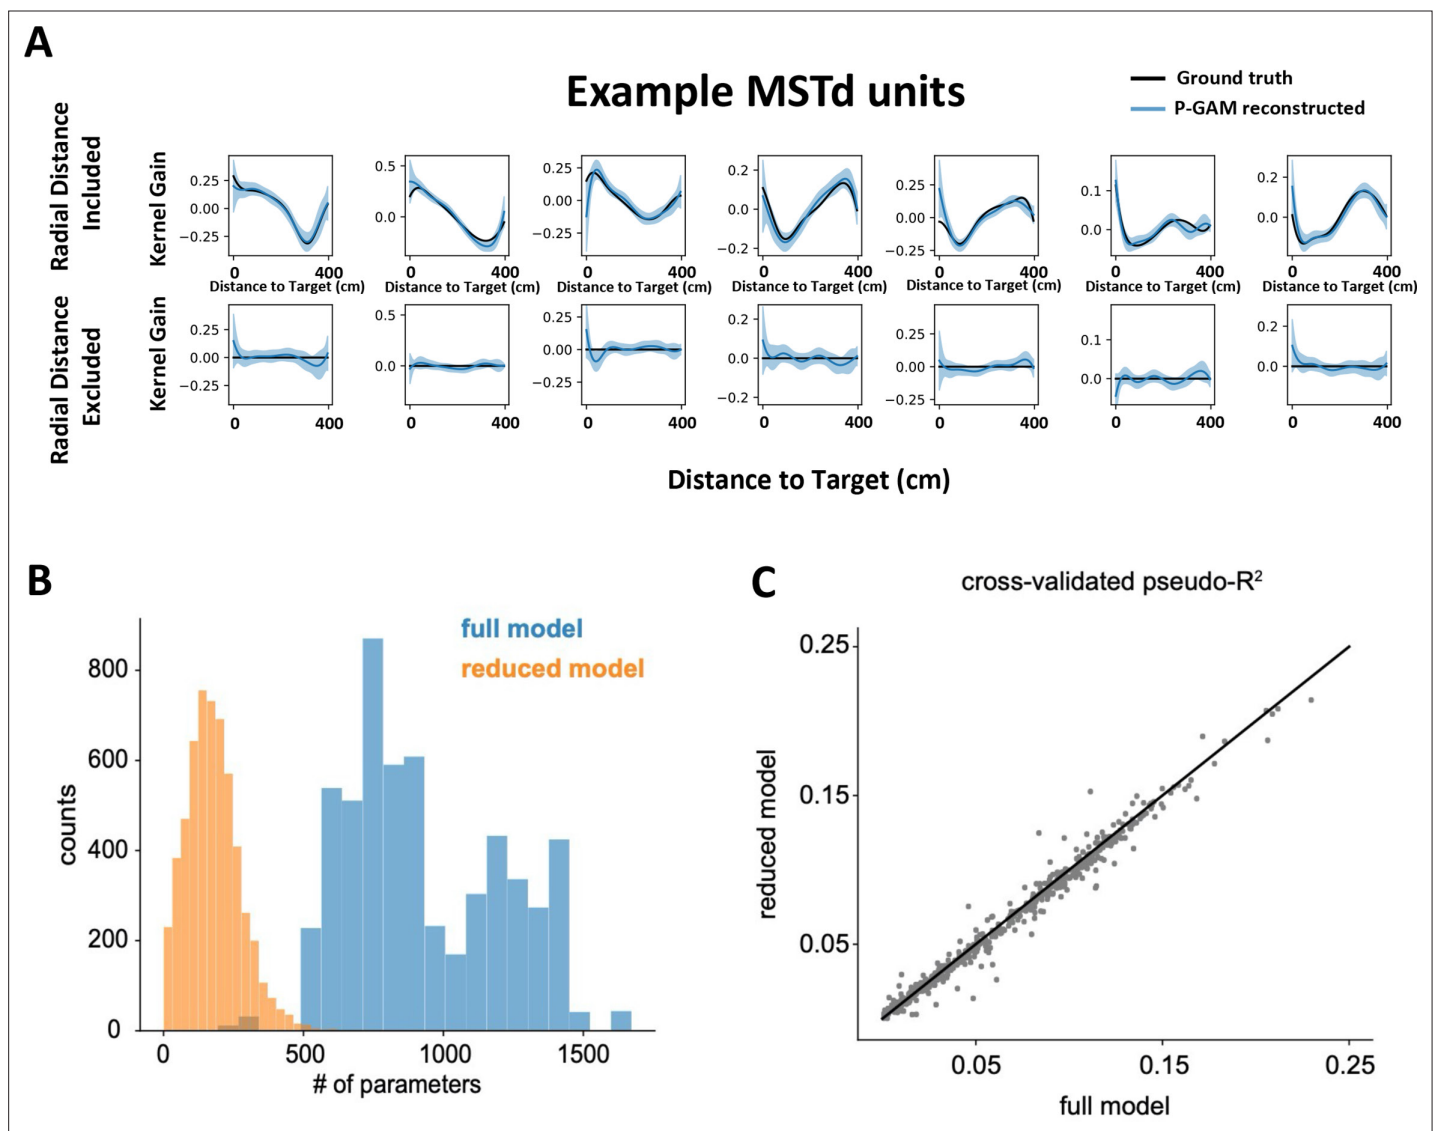 A
Example MSTd units
Ground truth
P-GAM reconstructed
Radial Distance
Included
Kernel Gain
0.25
0.00
−0.25
0 400
Distance to Target (cm)
0.5
0.0
0 400
Distance to Target (cm)
0.25
0.00
−0.25
0 400
Distance to Target (cm)
0.2
0.0
−0.2
0 400
Distance to Target (cm)
0.25
0.00
−0.25
0 400
Distance to Target (cm)
0.1
0.0
0 400
Distance to Target (cm)
0.2
0.0
0 400
Distance to Target (cm)
Radial Distance
Excluded
Kernel Gain
0.25
0.00
−0.25
0 400
0.5
0.0
0 400
0.25
0.00
−0.25
0 400
0.2
0.0
−0.2
0 400
0.25
0.00
−0.25
0 400
0.1
0.0
0 400
0.2
0.0
0 400
Distance to Target (cm)
B
full model
reduced model
counts
800
600
400
200
0
0 500 1000 1500
# of parameters
C
cross-validated pseudo-R²
reduced model
0.25
0.15
0.05
0.05 0.15 0.25
full model